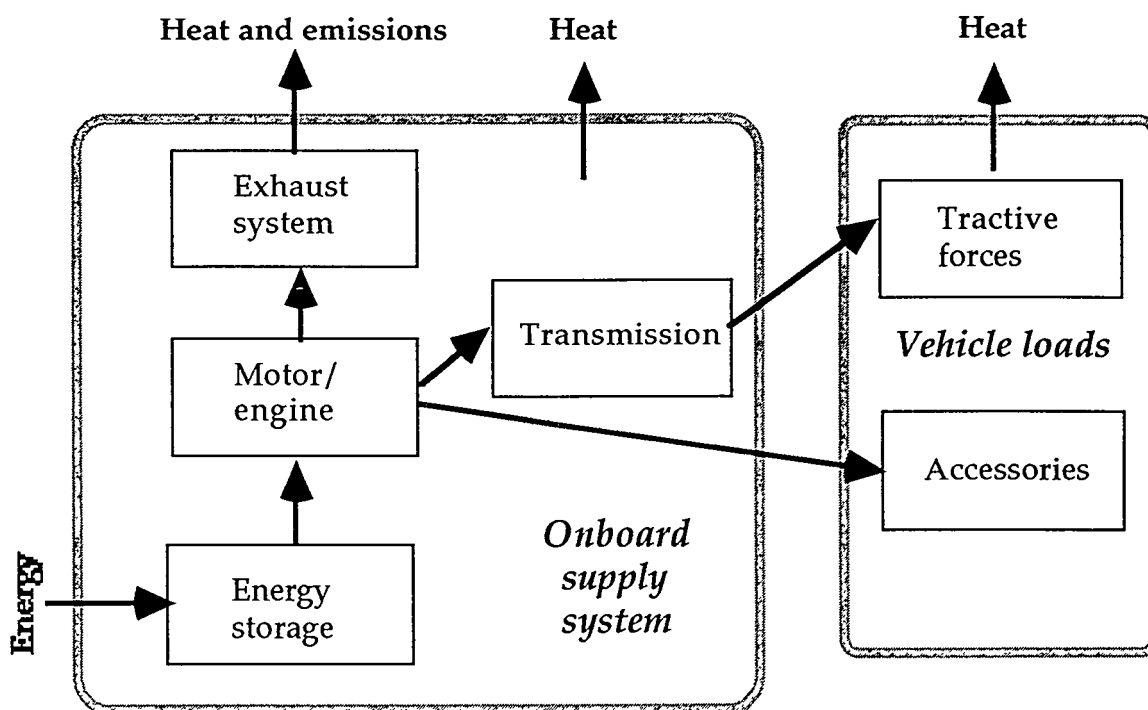 Heat and emissions
Heat
Heat
Exhaust
system
Tractive
forces
Transmission
Vehicle loads
Motor/
engine
Accessories
Onboard
supply
system
Energy
storage
Energy